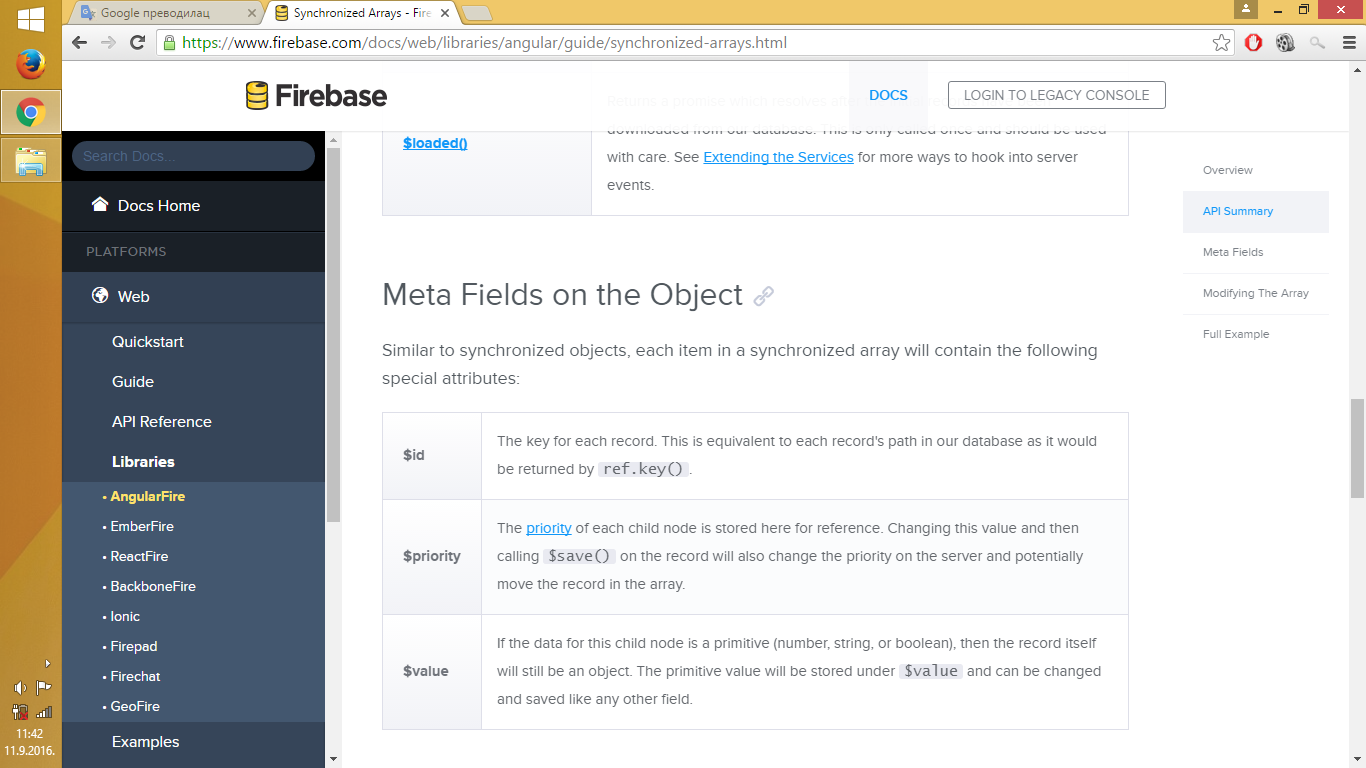 Google преводилац
Synchronized Arrays - Fire
https://www.firebase.com/docs/web/libraries/angular/guide/synchronized-arrays.html
Firebase
DOCS
LOGIN TO LEGACY CONSOLE
Search Docs...
Docs Home
PLATFORMS
Web
Quickstart
Guide
API Reference
Libraries
• AngularFire
• EmberFire
• ReactFire
• BackboneFire
• Ionic
• Firepad
• Firechat
• GeoFire
Examples
$loaded()
Returns a promise which resolves after
downloaded from our database. This is only called once and should be used
with care. See Extending the Services for more ways to hook into server
events.
Meta Fields on the Object
Similar to synchronized objects, each item in a synchronized array will contain the following
special attributes:
$id
The key for each record. This is equivalent to each record's path in our database as it would
be returned by ref.key().
$priority
The priority of each child node is stored here for reference. Changing this value and then
calling $save() on the record will also change the priority on the server and potentially
move the record in the array.
$value
If the data for this child node is a primitive (number, string, or boolean), then the record itself
will still be an object. The primitive value will be stored under $value and can be changed
and saved like any other field.
Overview
API Summary
Meta Fields
Modifying The Array
Full Example
11:42
11.9.2016.